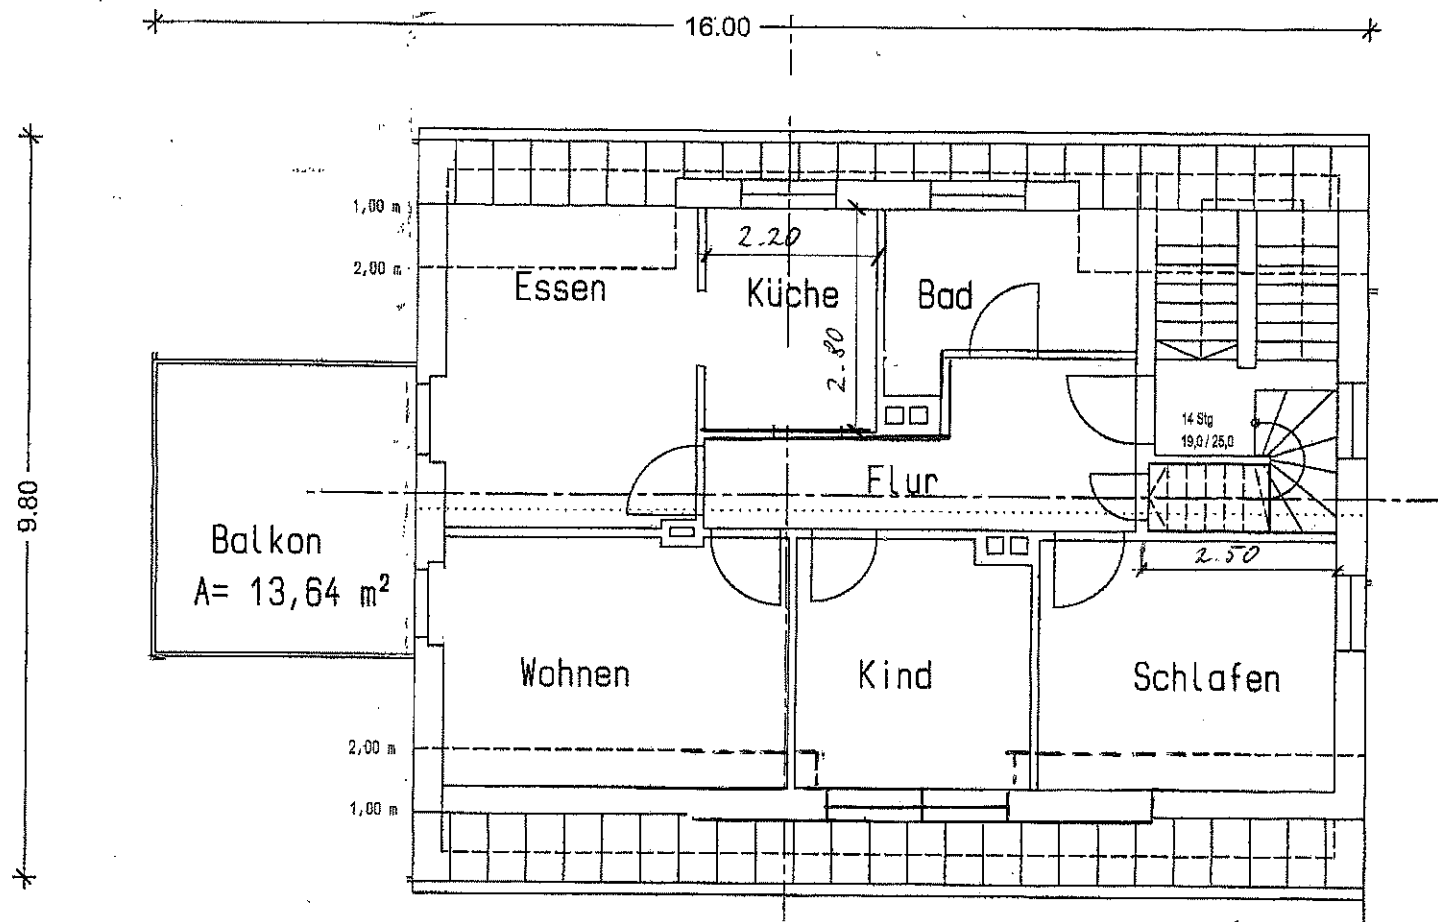 16.00
9.80
1,00 m
2,00 m
2.20
Essen
Küche
Bad
2.80
14 Stg
19,0/25,0
Flur
Balkon
A= 13,64 m²
2.50
Wohnen
Kind
Schlafen
2,00 m
1,00 m